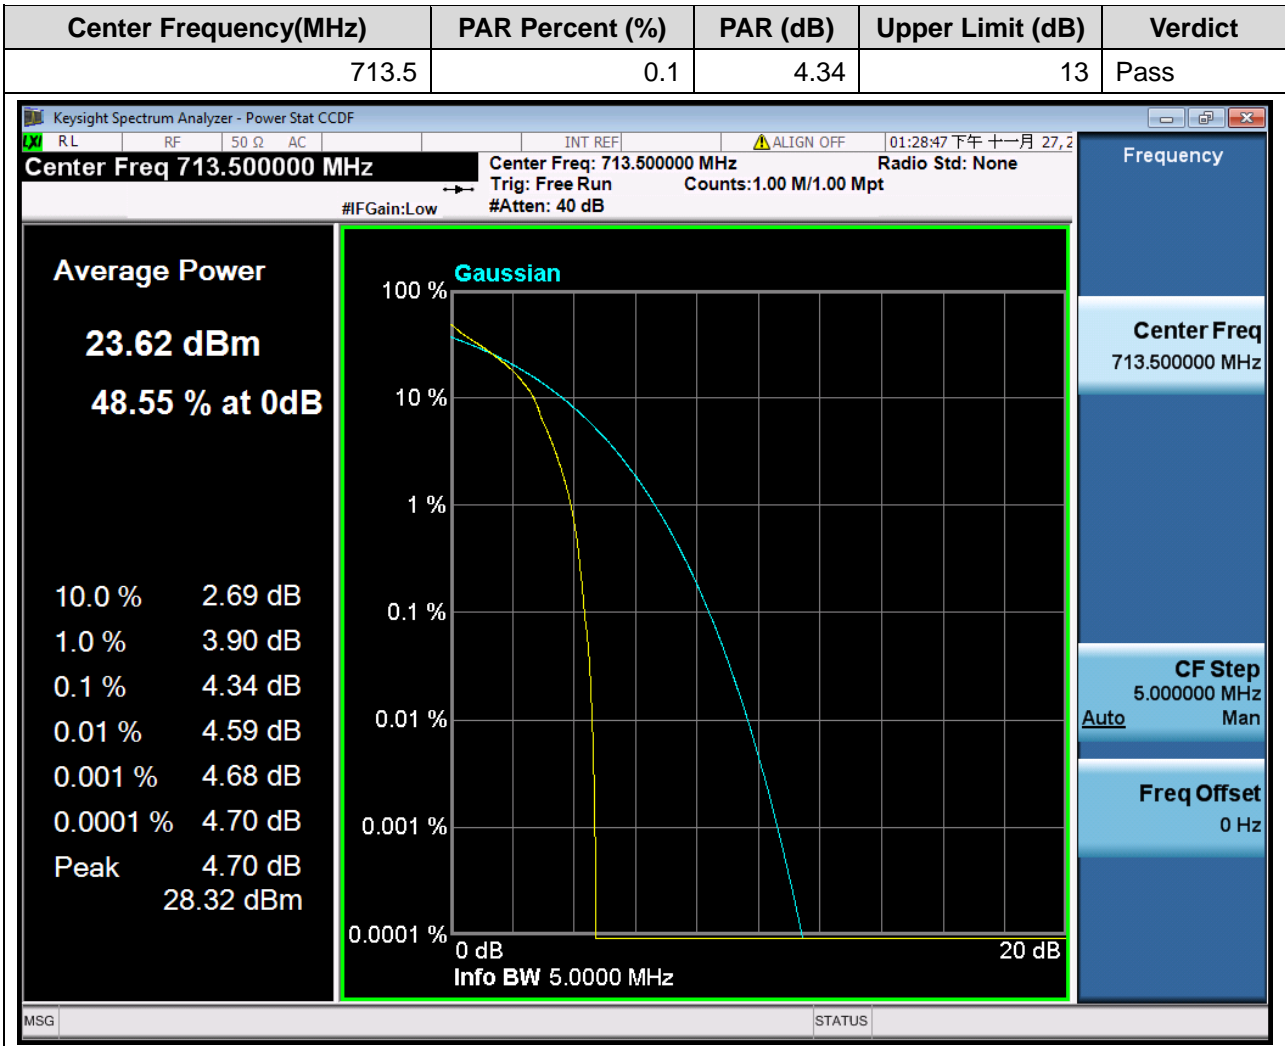 Center Frequency(MHz) PAR Percent (%) PAR (dB) Upper Limit (dB) Verdict
713.5 0.1 4.34 13 Pass
Keysight Spectrum Analyzer - Power Stat CCDF
LXI RL RF 50 Ω AC INT REF ALIGN OFF 01:28:47 下午 十一月 27, 2
Center Freq 713.500000 MHz
Center Freq: 713.500000 MHz Radio Std: None
Trig: Free Run Counts:1.00 M/1.00 Mpt
#IFGain:Low #Atten: 40 dB
Average Power
23.62 dBm
48.55 % at 0dB
10.0 % 2.69 dB
1.0 % 3.90 dB
0.1 % 4.34 dB
0.01 % 4.59 dB
0.001 % 4.68 dB
0.0001 % 4.70 dB
Peak 4.70 dB
28.32 dBm
Gaussian
100 %
10 %
1 %
0.1 %
0.01 %
0.001 %
0.0001 %
0 dB 20 dB
Info BW 5.0000 MHz
Frequency
Center Freq
713.500000 MHz
CF Step
5.000000 MHz
Auto Man
Freq Offset
0 Hz
MSG STATUS